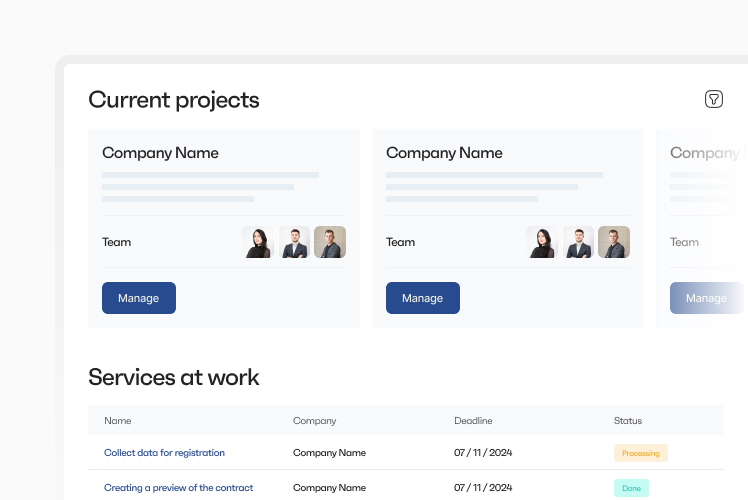 Current projects
Company Name
Company Name
Company
Team
Team
Team
Manage
Manage
Manage
Services at work
Name Company Deadline Status
Collect data for registration Company Name 07 / 11 / 2024 Processing
Creating a preview of the contract Company Name 07 / 11 / 2024 Done